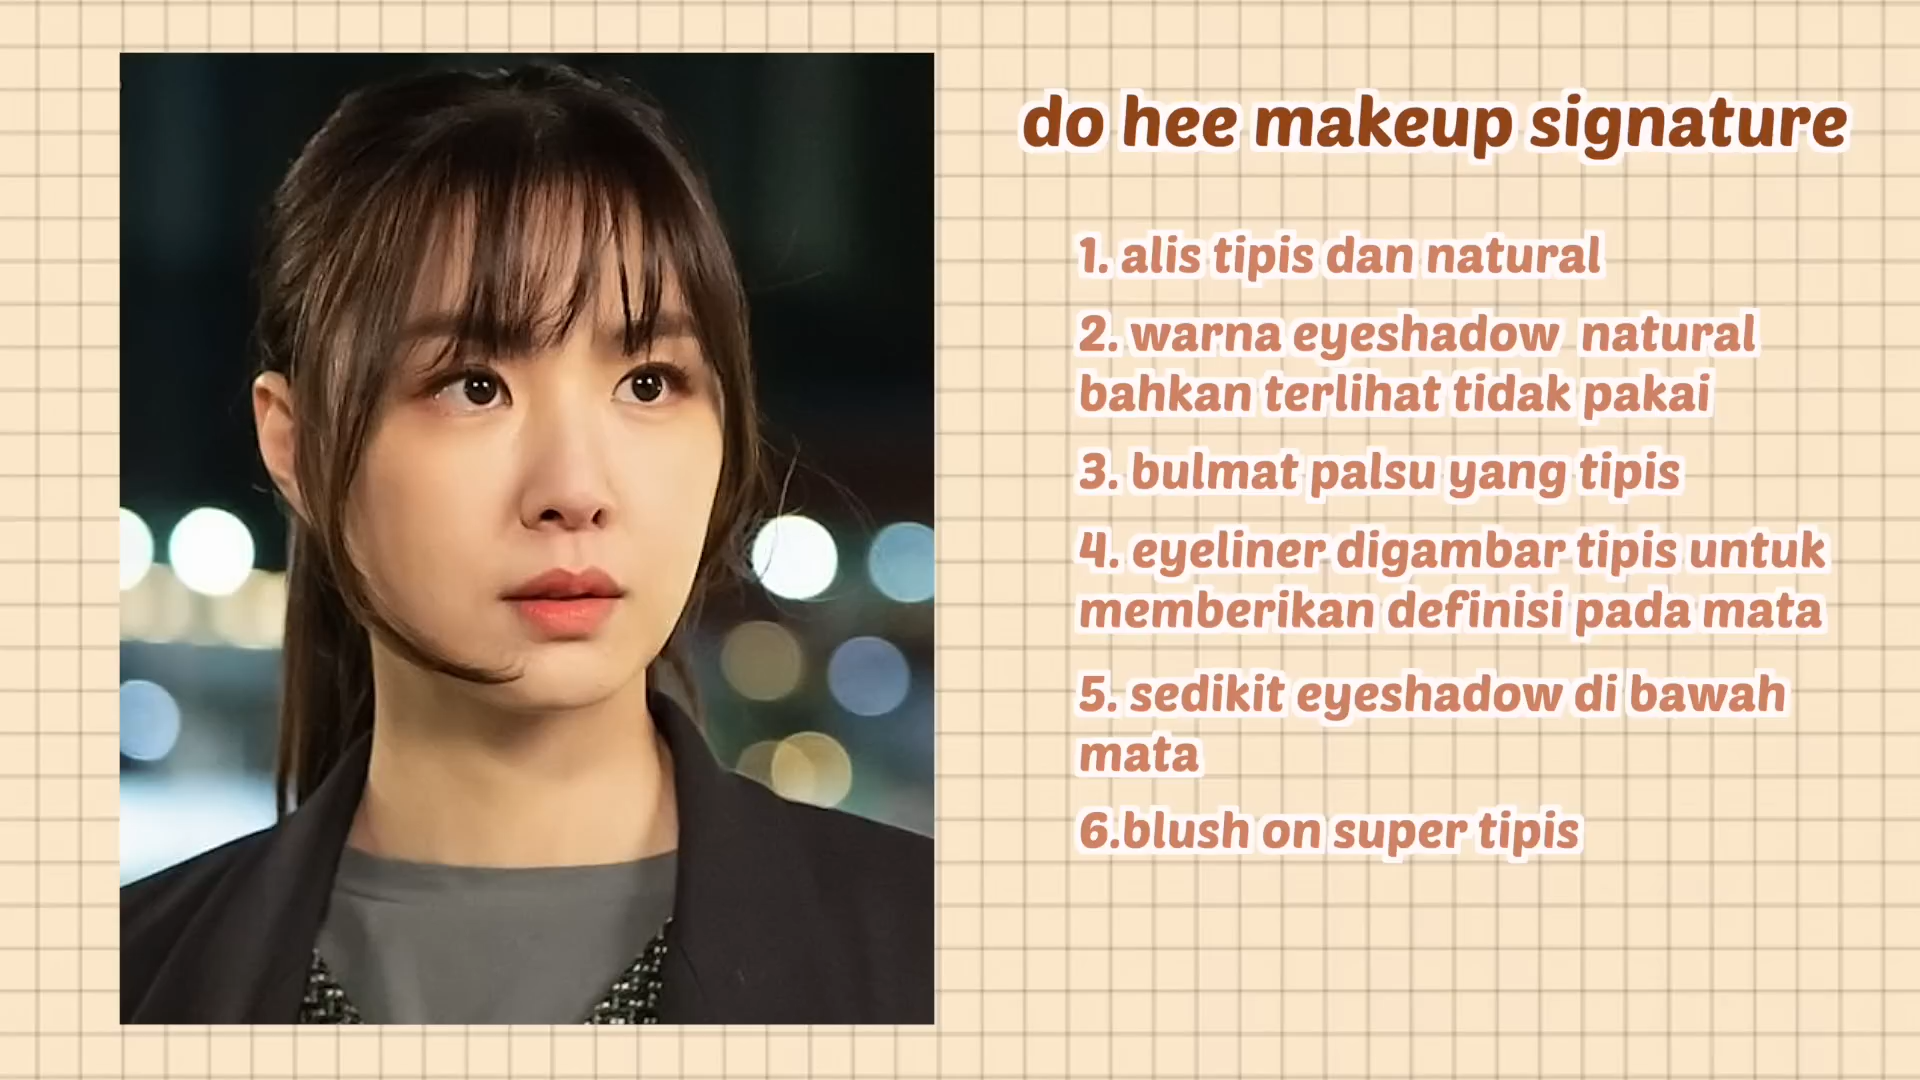 do hee makeup signature
1. alis tipis dan natural
2. warna eyeshadow natural
bahkan terlihat tidak pakai
3. bulmat palsu yang tipis
4. eyeliner digambar tipis untuk
memberikan definisi pada mata
5. sedikit eyeshadow di bawah
mata
6.blush on super tipis